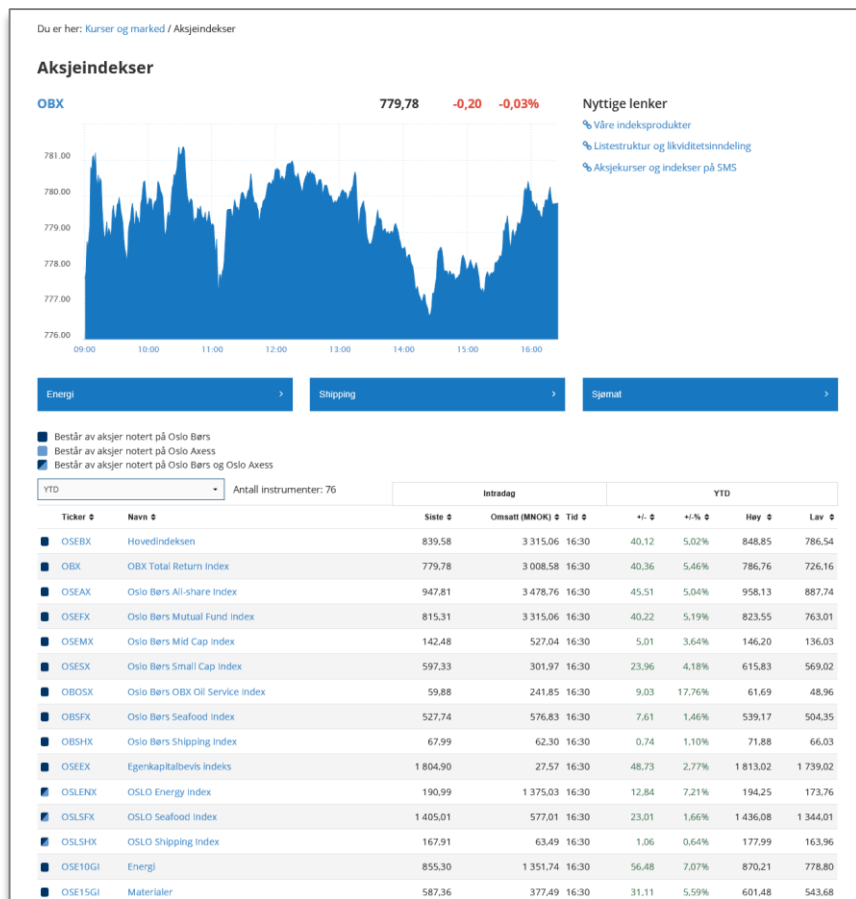 Du er her: Kurser og marked / Aksjeindekser
Aksjeindekser
OBX 779,78 -0,20 -0,03%
Nyttige lenker
Våre indeksprodukter
Listestruktur og likviditetsinndeling
Aksjekurser og indekser på SMS
781.00
780.00
779.00
778.00
777.00
776.00
09:00 10:00 11:00 12:00 13:00 14:00 15:00 16:00
Energi
Shipping
Sjømat
Består av aksjer notert på Oslo Børs
Består av aksjer notert på Oslo Axess
Består av aksjer notert på Oslo Børs og Oslo Axess
YTD Antall instrumenter: 76 Intradag YTD
Ticker Navn Siste Omsatt (MNOK) Tid +/- +/-% Høy Lav
OSEBX Hovedindeksen 839,58 3 315,06 16:30 40,12 5,02% 848,85 786,54
OBX OBX Total Return Index 779,78 3 008,58 16:30 40,36 5,46% 786,76 726,16
OSEAX Oslo Børs All-share Index 947,81 3 478,76 16:30 45,51 5,04% 958,13 887,74
OSEFX Oslo Børs Mutual Fund Index 815,31 3 315,06 16:30 40,22 5,19% 823,55 763,01
OSEMX Oslo Børs Mid Cap Index 142,48 527,04 16:30 5,01 3,64% 146,20 136,03
OSESX Oslo Børs Small Cap Index 597,33 301,97 16:30 23,96 4,18% 615,83 569,02
OBOSX Oslo Børs OBX Oil Service Index 59,88 241,85 16:30 9,03 17,76% 61,69 48,96
OBSFX Oslo Børs Seafood Index 527,74 576,83 16:30 7,61 1,46% 539,17 504,35
OBSHX Oslo Børs Shipping Index 67,99 62,30 16:30 0,74 1,10% 71,88 66,03
OSEEX Egenkapitalbevis indeks 1 804,90 27,57 16:30 48,73 2,77% 1 813,02 1 739,02
OSLENX OSLO Energy Index 190,99 1 375,03 16:30 12,84 7,21% 194,25 173,76
OSLSFX OSLO Seafood Index 1 405,01 577,01 16:30 23,01 1,66% 1 436,08 1 344,01
OSLSHX OSLO Shipping Index 167,91 63,49 16:30 1,06 0,64% 177,99 163,96
OSE10GI Energi 855,30 1 351,74 16:30 56,48 7,07% 870,21 778,80
OSE15GI Materialer 587,36 377,49 16:30 31,11 5,59% 601,48 543,68